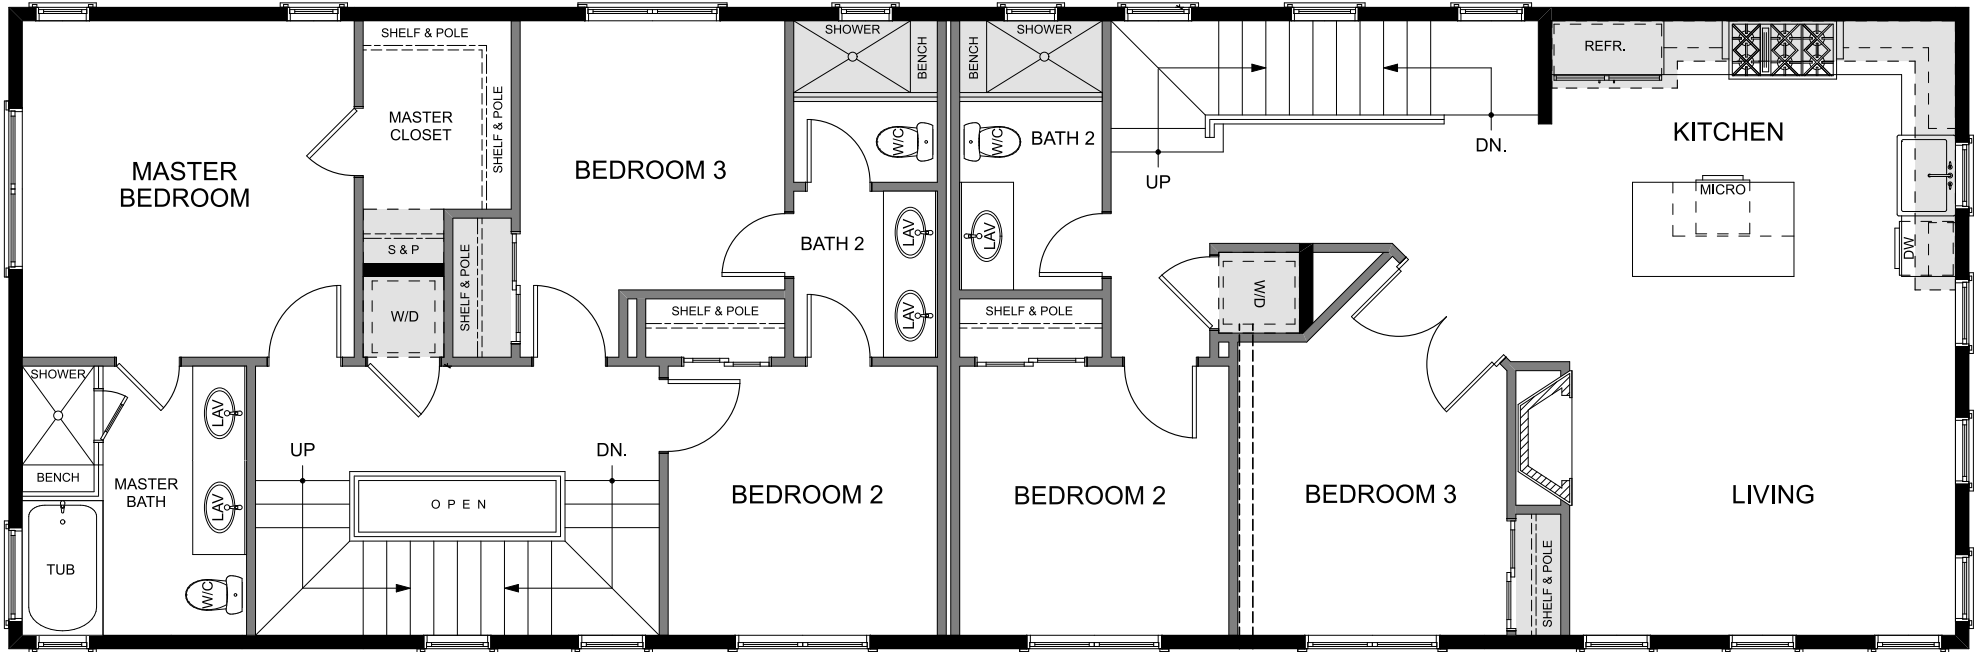 SHELF & POLE
SHELF & POLE
MASTER
CLOSET
MASTER
BEDROOM
S & P
W/D
SHELF & POLE
BEDROOM 3
SHELF & POLE
SHOWER
BENCH
W/C
BATH 2
LAV
LAV
SHOWER
BENCH
MASTER
BATH
LAV
LAV
TUB
W/C
UP
DN.
OPEN
BEDROOM 2
BENCH
SHOWER
W/C
BATH 2
LAV
SHELF & POLE
BEDROOM 2
UP
DN.
W/D
BEDROOM 3
SHELF & POLE
REFR.
KITCHEN
MICRO
DW
LIVING